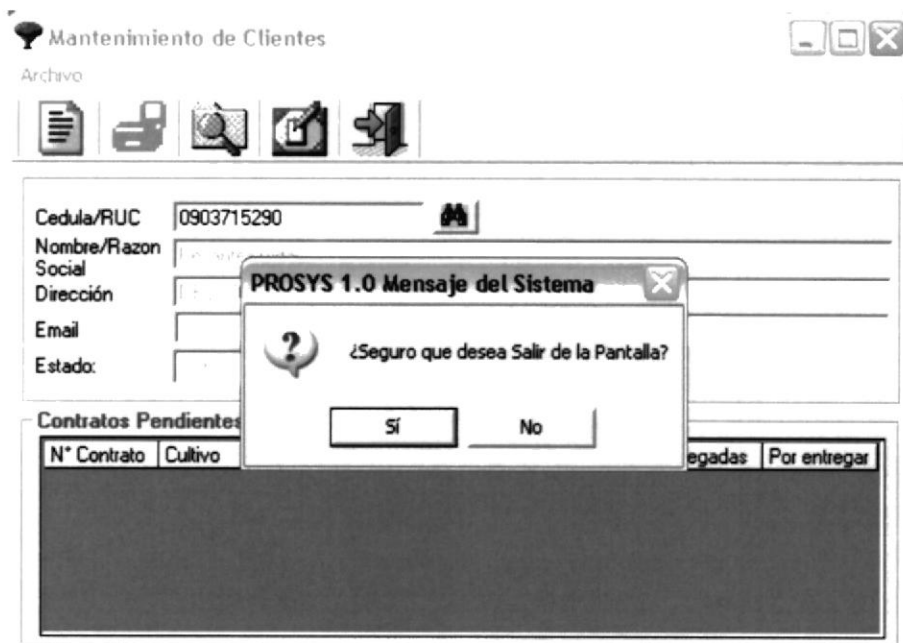 Mantenimiento de Clientes
Archivo
Cedula/RUC 0903715290
Nombre/Razon
Social
Dirección
Email
Estado:
PROSYS 1.0 Mensaje del Sistema
¿Seguro que desea Salir de la Pantalla?
Sí No
Contratos Pendientes
N° Contrato Cultivo egadas Por entregar